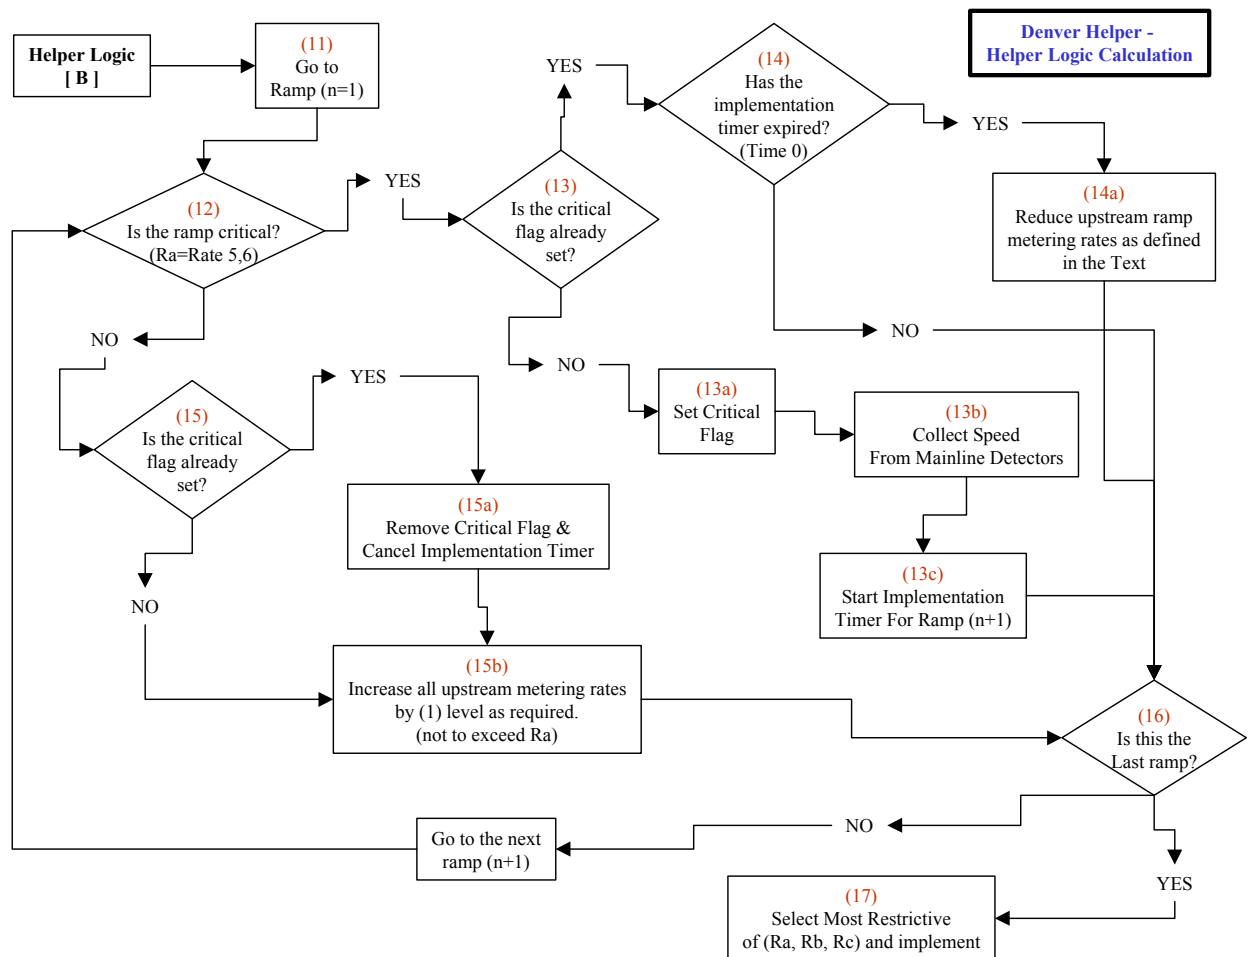 Denver Helper -
Helper Logic Calculation
Helper Logic
[ B ]
(11)
Go to
Ramp (n=1)
(12)
Is the ramp critical?
(Ra=Rate 5,6)
YES
(13)
Is the critical
flag already
set?
YES
(14)
Has the
implementation
timer expired?
(Time 0)
YES
(14a)
Reduce upstream ramp
metering rates as defined
in the Text
NO
NO
(13a)
Set Critical
Flag
(13b)
Collect Speed
From Mainline Detectors
(13c)
Start Implementation
Timer For Ramp (n+1)
NO
(15)
Is the critical
flag already
set?
YES
(15a)
Remove Critical Flag &
Cancel Implementation Timer
NO
(15b)
Increase all upstream metering rates
by (1) level as required.
(not to exceed Ra)
(16)
Is this the
Last ramp?
NO
Go to the next
ramp (n+1)
YES
(17)
Select Most Restrictive
of (Ra, Rb, Rc) and implement